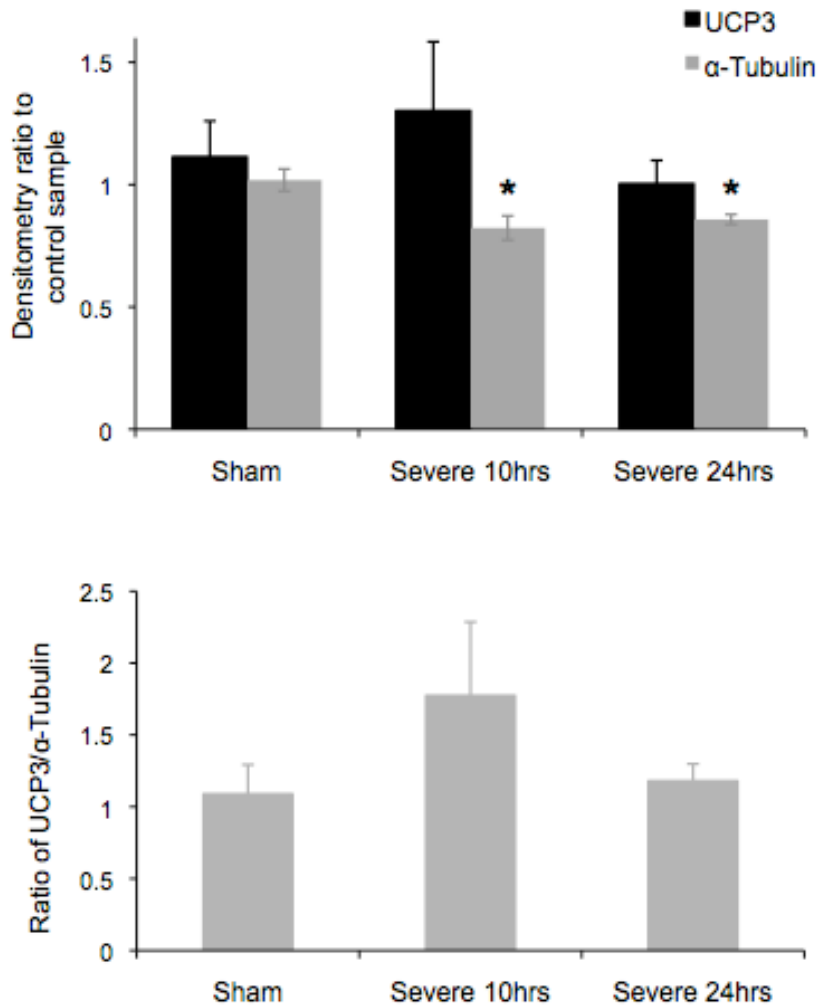 UCP3
α-Tubulin
Densitometry ratio to
control sample
1.5
1
0.5
0
*
*
Sham
Severe 10hrs
Severe 24hrs
Ratio of UCP3/α-Tubulin
2.5
2
1.5
1
0.5
0
Sham
Severe 10hrs
Severe 24hrs